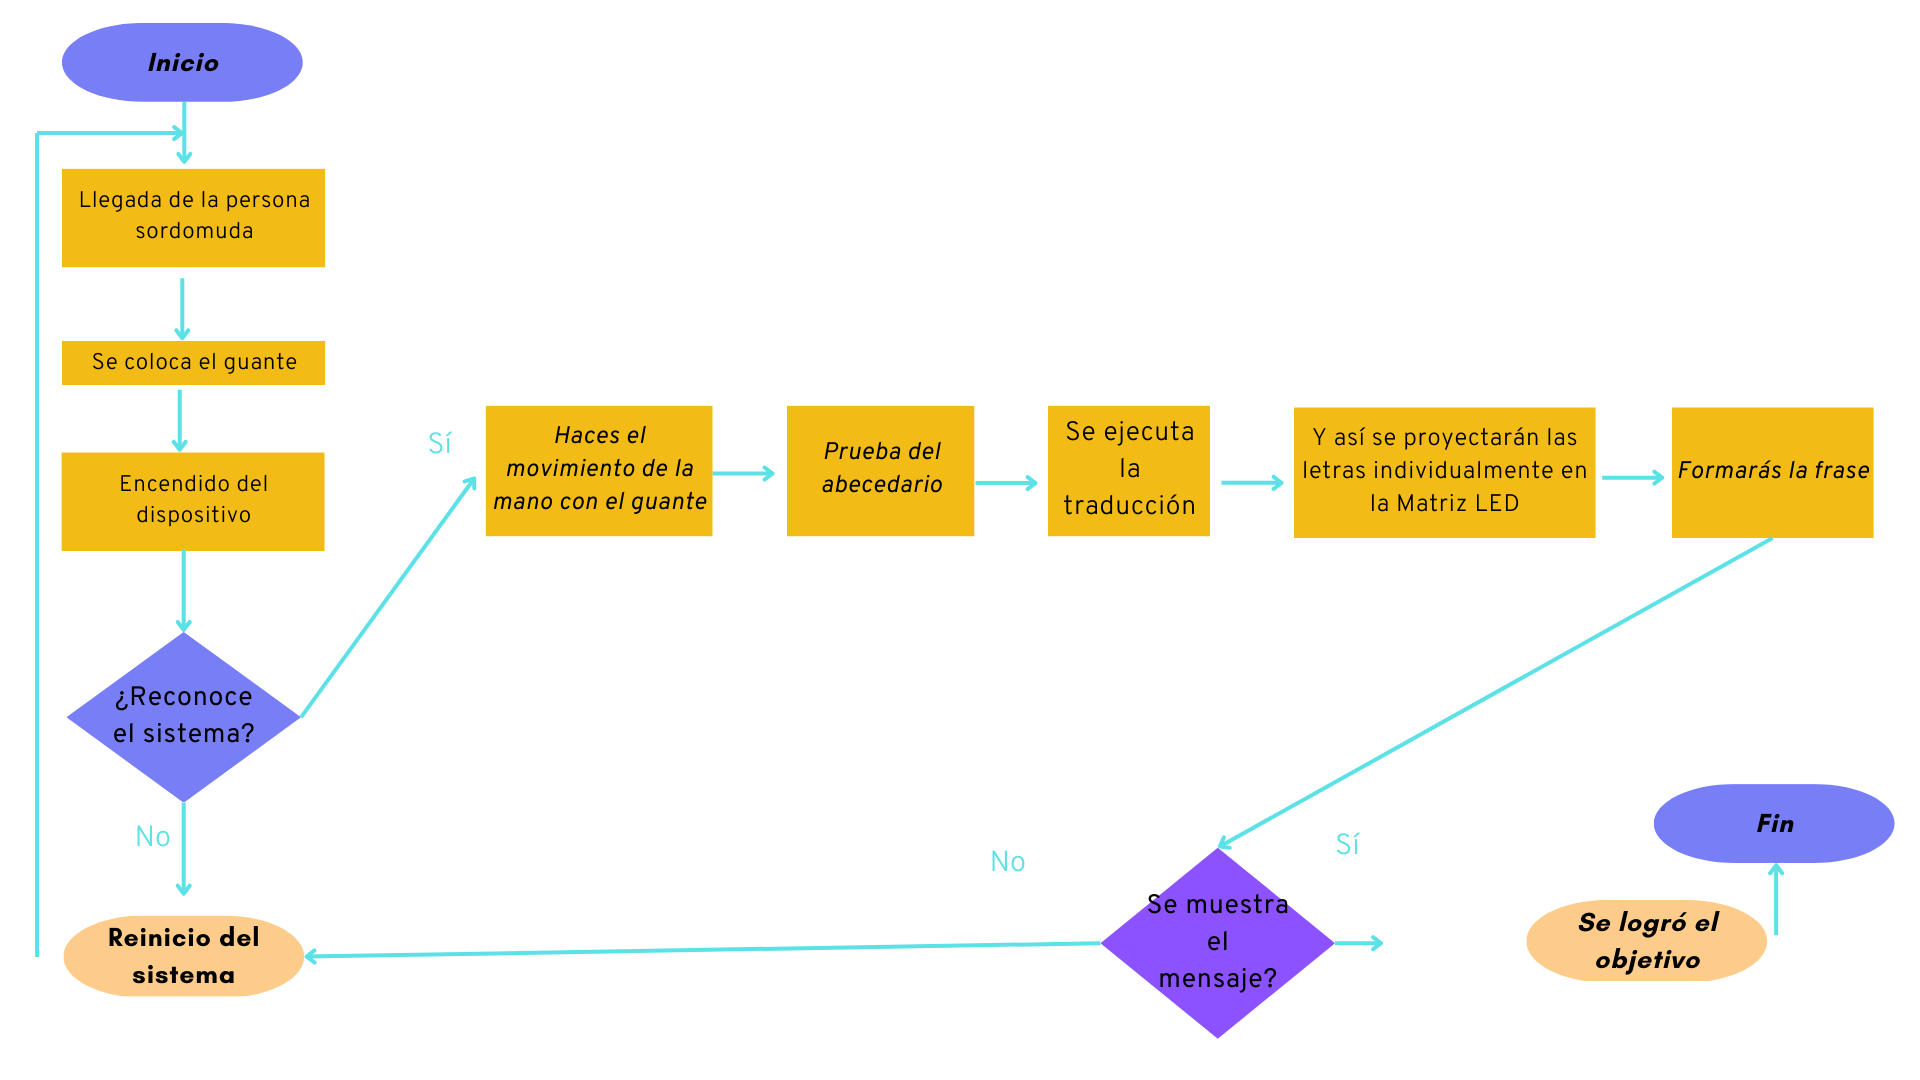 Inicio
Llegada de la persona
sordomuda
Se coloca el guante
Encendido del
dispositivo
¿Reconoce
el sistema?
No
Reinicio del
sistema
Sí
Haces el
movimiento de la
mano con el guante
Prueba del
abecedario
Se ejecuta
la
traducción
Y así se proyectarán las
letras individualmente en
la Matriz LED
Formarás la frase
Se muestra
el
mensaje?
No
Sí
Se logró el
objetivo
Fin